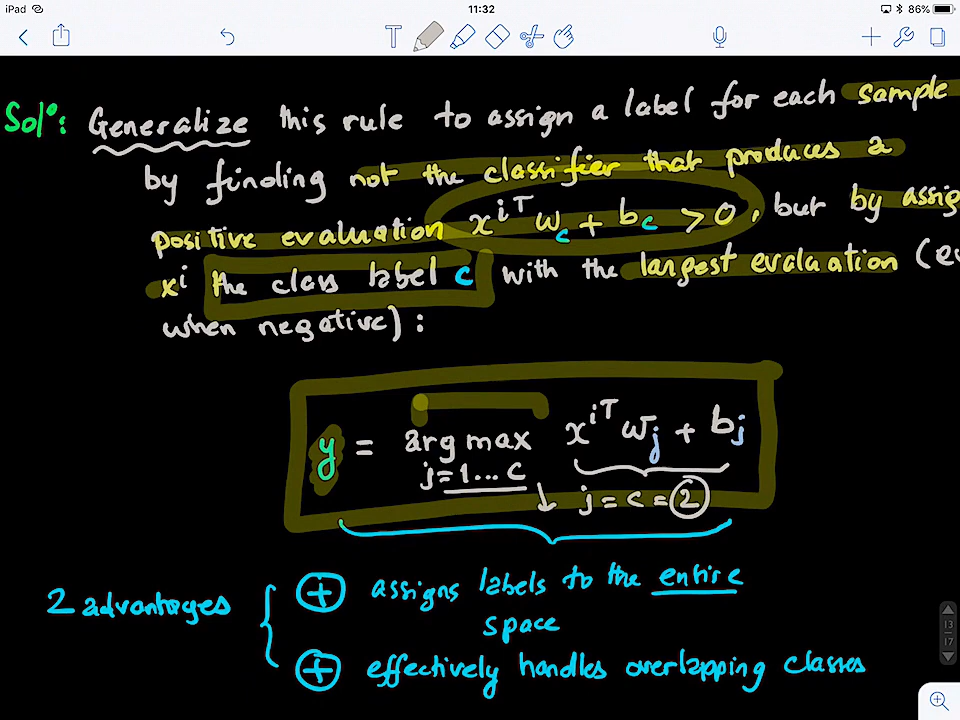 iPad 11:32 86%
T
Sol°: Generalize this rule to assign a label for each sample
by finding not the classifier that produces a
positive evaluation x^{iT} w_c + b_c > 0, but by assig
x^i the class label c with the largest evaluation (ev
when negative):
y = arg max x^{iT} w_j + b_j
j=1...C ↓ j = c = 2
2 advantages { ⊕ assigns labels to the entire
space
⊕ effectively handles overlapping classes
13
17